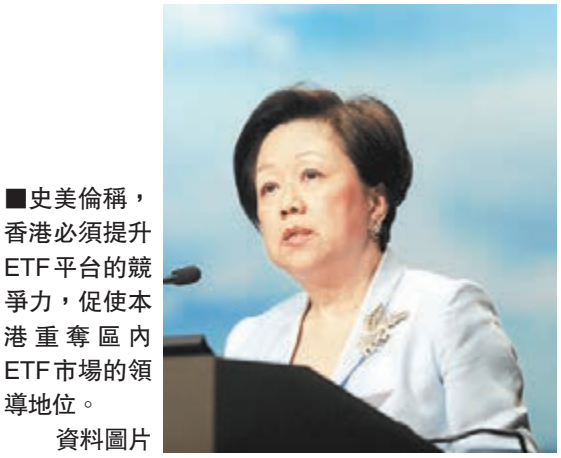 ■史美倫稱，
香港必須提升
ETF平台的競
爭力，促使本
港重奪區內
ETF市場的領
導地位。
資料圖片